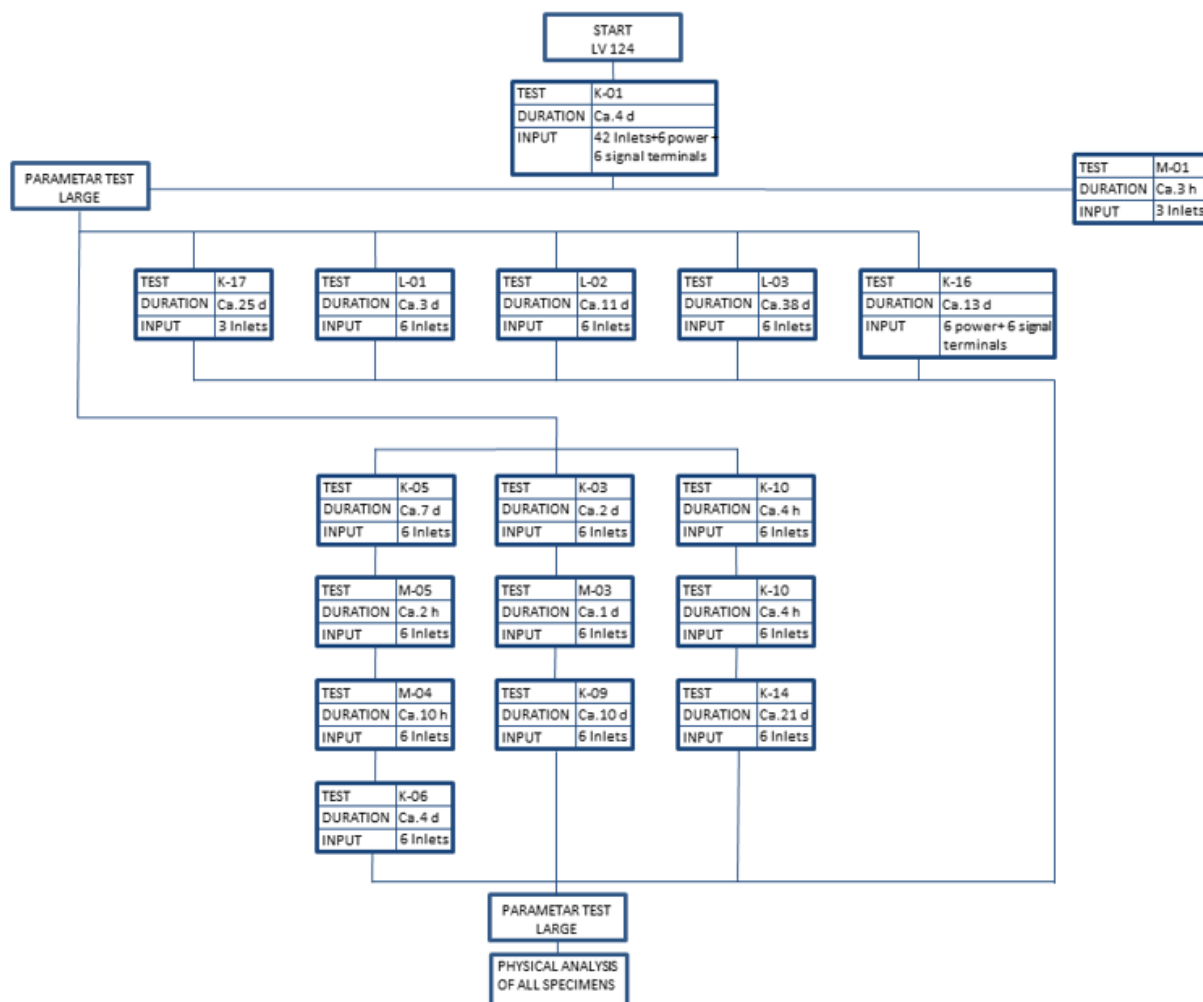 START
LV 124
TEST K-01
DURATION Ca.4 d
INPUT 42 Inlets+6 power +
6 signal terminals
PARAMETAR TEST
LARGE
TEST M-01
DURATION Ca.3 h
INPUT 3 Inlets
TEST K-17
DURATION Ca.25 d
INPUT 3 Inlets
TEST L-01
DURATION Ca.3 d
INPUT 6 Inlets
TEST L-02
DURATION Ca.11 d
INPUT 6 Inlets
TEST L-03
DURATION Ca.38 d
INPUT 6 Inlets
TEST K-16
DURATION Ca.13 d
INPUT 6 power+ 6 signal
terminals
TEST K-05
DURATION Ca.7 d
INPUT 6 Inlets
TEST K-03
DURATION Ca.2 d
INPUT 6 Inlets
TEST K-10
DURATION Ca.4 h
INPUT 6 Inlets
TEST M-05
DURATION Ca.2 h
INPUT 6 Inlets
TEST M-03
DURATION Ca.1 d
INPUT 6 Inlets
TEST K-10
DURATION Ca.4 h
INPUT 6 Inlets
TEST M-04
DURATION Ca.10 h
INPUT 6 Inlets
TEST K-09
DURATION Ca.10 d
INPUT 6 Inlets
TEST K-14
DURATION Ca.21 d
INPUT 6 Inlets
TEST K-06
DURATION Ca.4 d
INPUT 6 Inlets
PARAMETAR TEST
LARGE
PHYSICAL ANALYSIS
OF ALL SPECIMENS